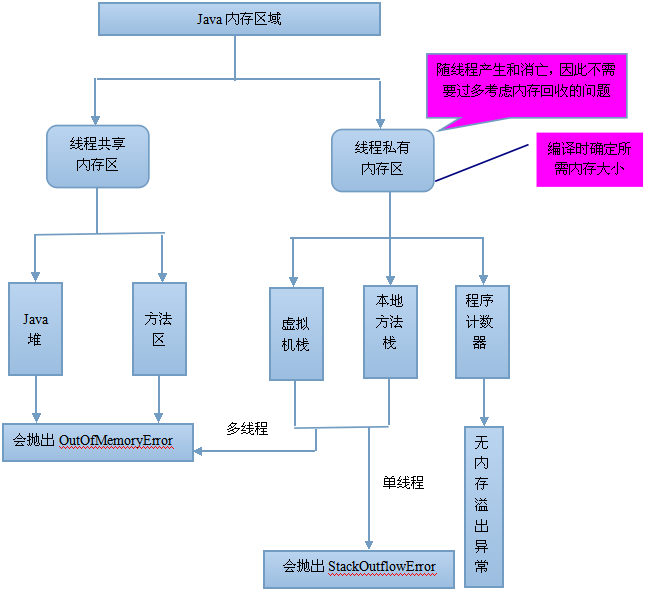 Java 内存区域
随线程产生和消亡，因此不需
要过多考虑内存回收的问题
线程共享
内存区
线程私有
内存区
编译时确定所
需内存大小
Java
堆
方法
区
虚拟
机栈
本地
方法
栈
程序
计数
器
会抛出 OutOfMemoryError
多线程
单线程
无
内
存
溢
出
异
常
会抛出 StackOutflowError